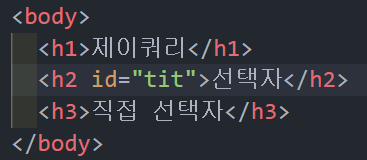 <body>
<h1>제이쿼리</h1>
<h2 id="tit">선택자</h2>
<h3>직접 선택자</h3>
</body>